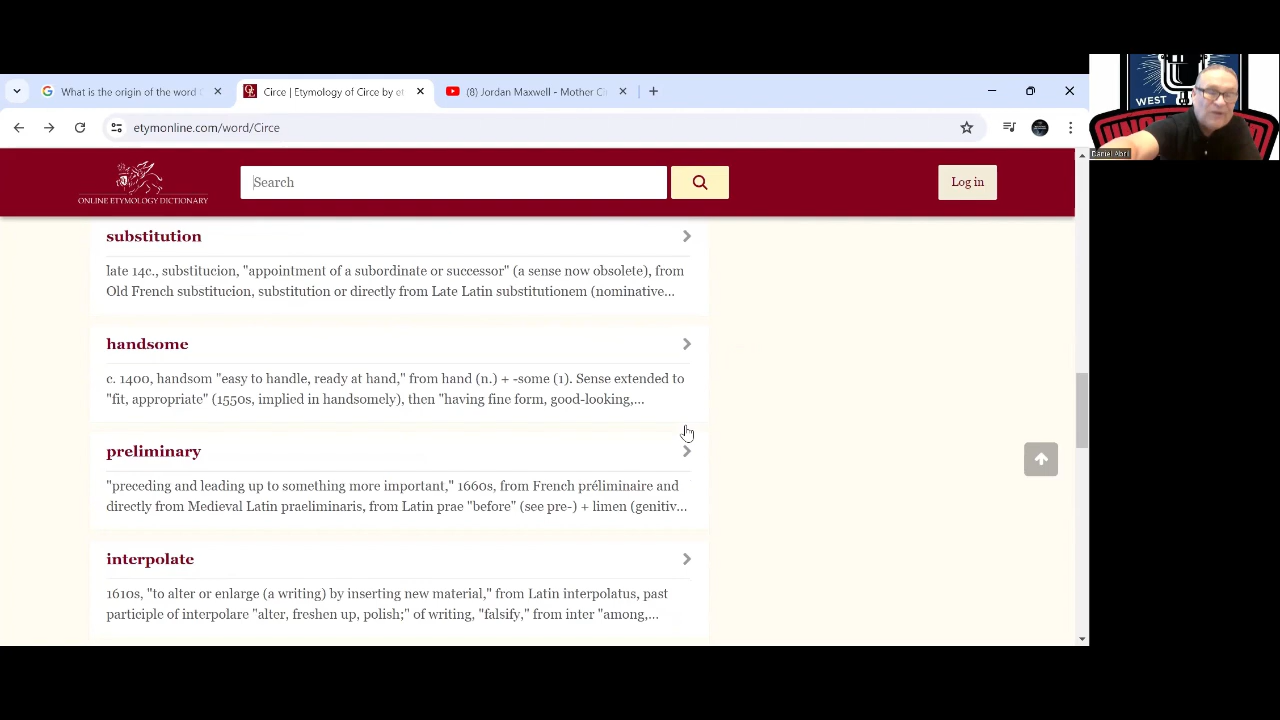 What is the origin of the word C
Circe | Etymology of Circe by et
(8) Jordan Maxwell - Mother Ci
etymonline.com/word/Circe
WEST
Daniel Abril
ONLINE ETYMOLOGY DICTIONARY
Search
Log in
substitution
late 14c., substitucion, "appointment of a subordinate or successor" (a sense now obsolete), from
Old French substitucion, substitution or directly from Late Latin substitutionem (nominative...
handsome
c. 1400, handsom "easy to handle, ready at hand," from hand (n.) + -some (1). Sense extended to
"fit, appropriate" (1550s, implied in handsomely), then "having fine form, good-looking,...
preliminary
"preceding and leading up to something more important," 1660s, from French préliminaire and
directly from Medieval Latin praeliminaris, from Latin prae "before" (see pre-) + limen (genitiv...
interpolate
1610s, "to alter or enlarge (a writing) by inserting new material," from Latin interpolatus, past
participle of interpolare "alter, freshen up, polish;" of writing, "falsify," from inter "among,...